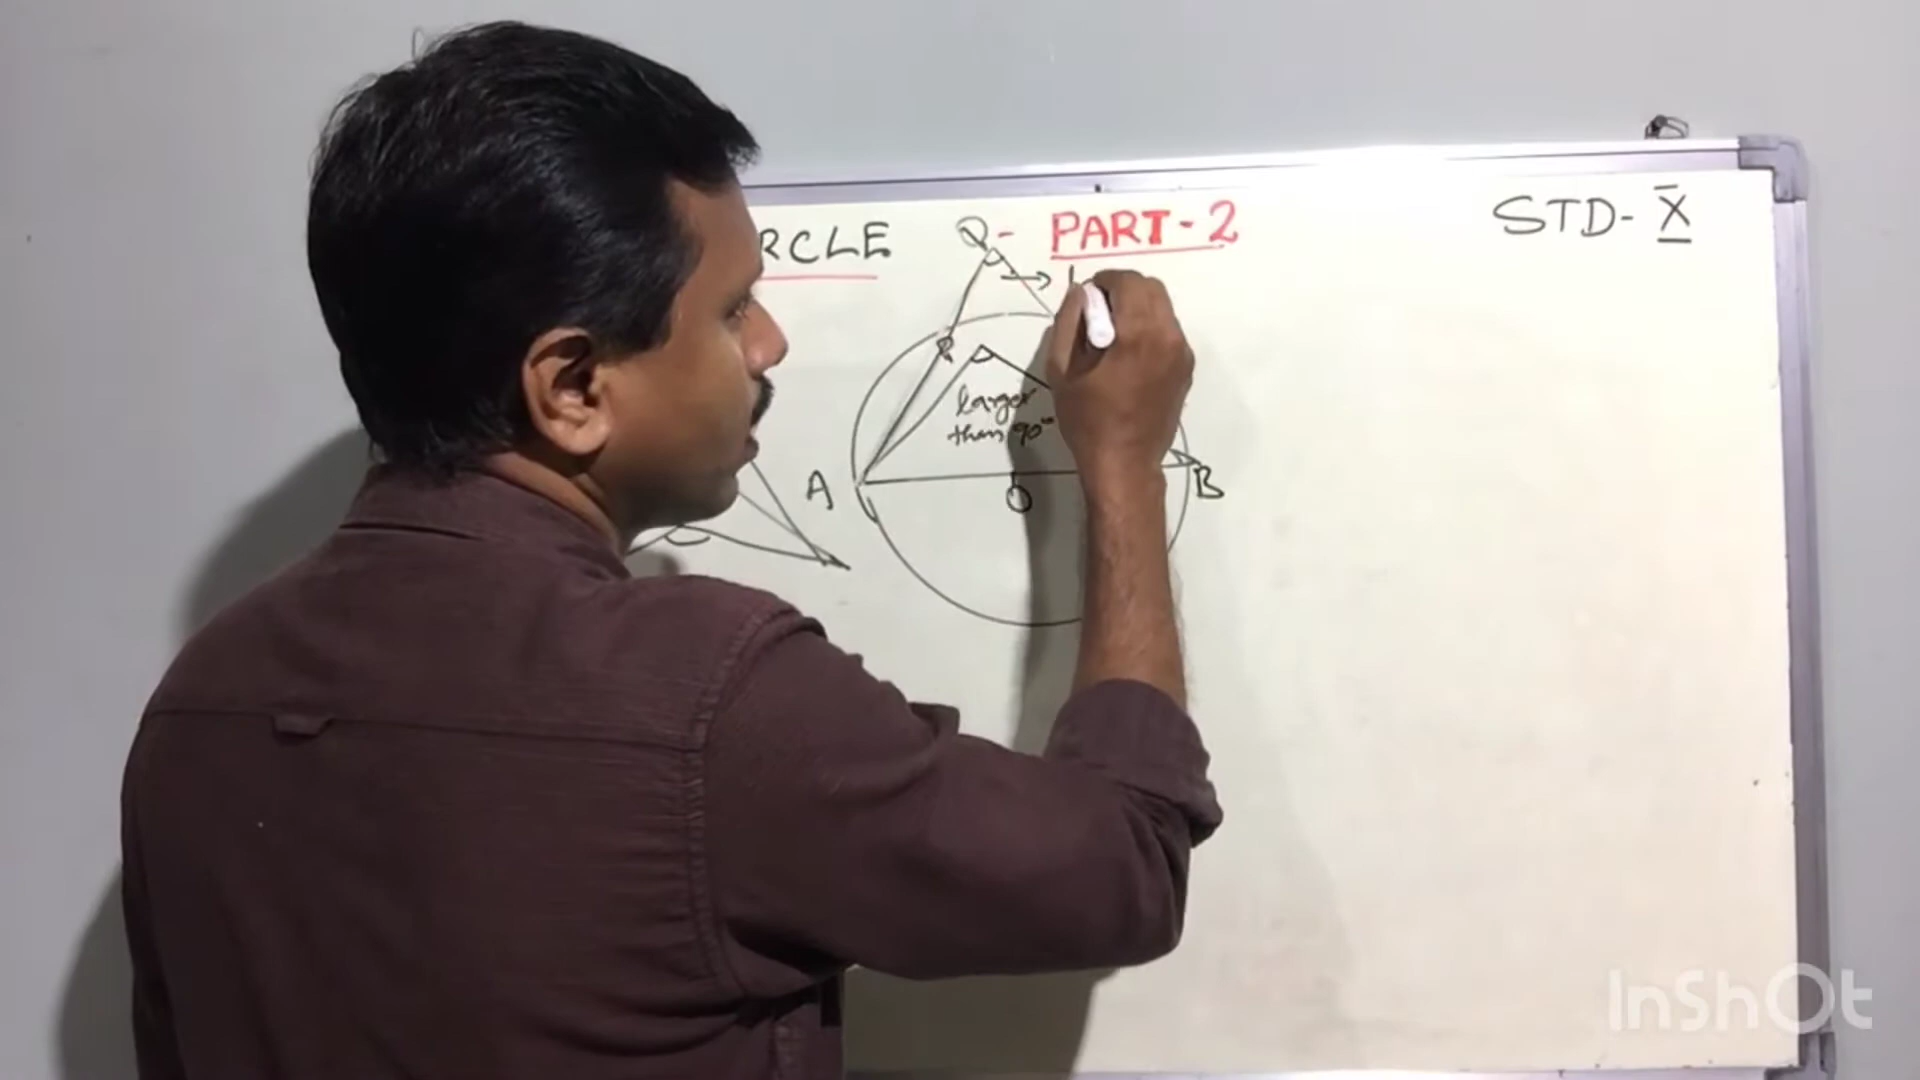 RCLE - PART-2
STD- X
Q
R
larger
than 90°
A
O
B
InShOt